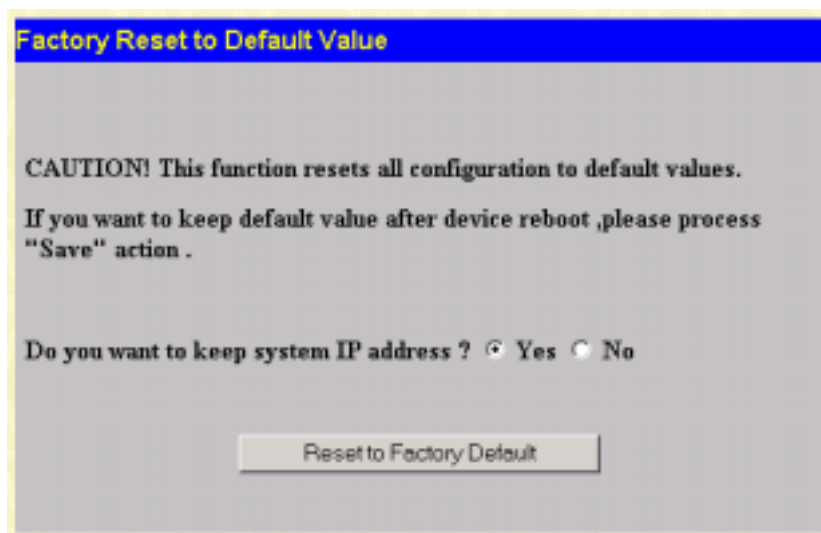 Factory Reset to Default Value
CAUTION! This function resets all configuration to default values.
If you want to keep default value after device reboot ,please process
"Save" action .
Do you want to keep system IP address ? Yes No
Reset to Factory Default